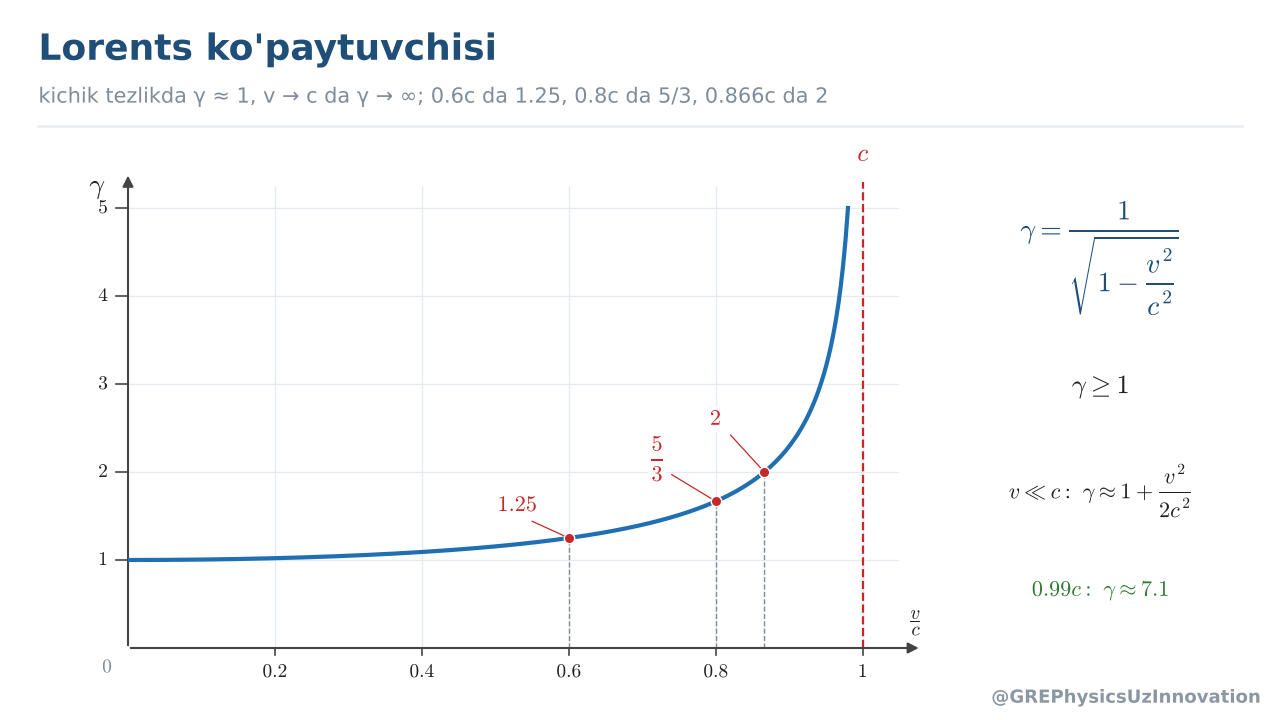 Lorents ko'paytuvchisi
kichik tezlikda γ ≈ 1, v → c da γ → ∞; 0.6c da 1.25, 0.8c da 5/3, 0.866c da 2
c
γ
5
4
3
2
1
0
0.2
0.4
0.6
0.8
1
v/c
1.25
5/3
2
γ = 1/√(1 − v²/c²)
γ ≥ 1
v ≪ c : γ ≈ 1 + v²/2c²
0.99c : γ ≈ 7.1
@GREPhysicsUzInnovation